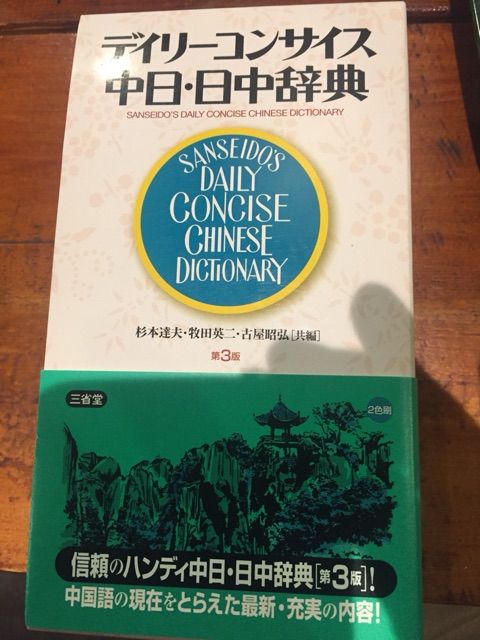 デイリーコンサイス
中日・日中辞典
SANSEIDO'S DAILY CONCISE CHINESE DICTIONARY
SANSEIDO'S
DAILY
CONCISE
CHINESE
DICTIONARY
杉本達夫・牧田英二・古屋昭弘[共編]
第3版
三省堂
2色刷
信頼のハンディ中日・日中辞典[第3版]!
中国語の現在をとらえた最新・充実の内容!